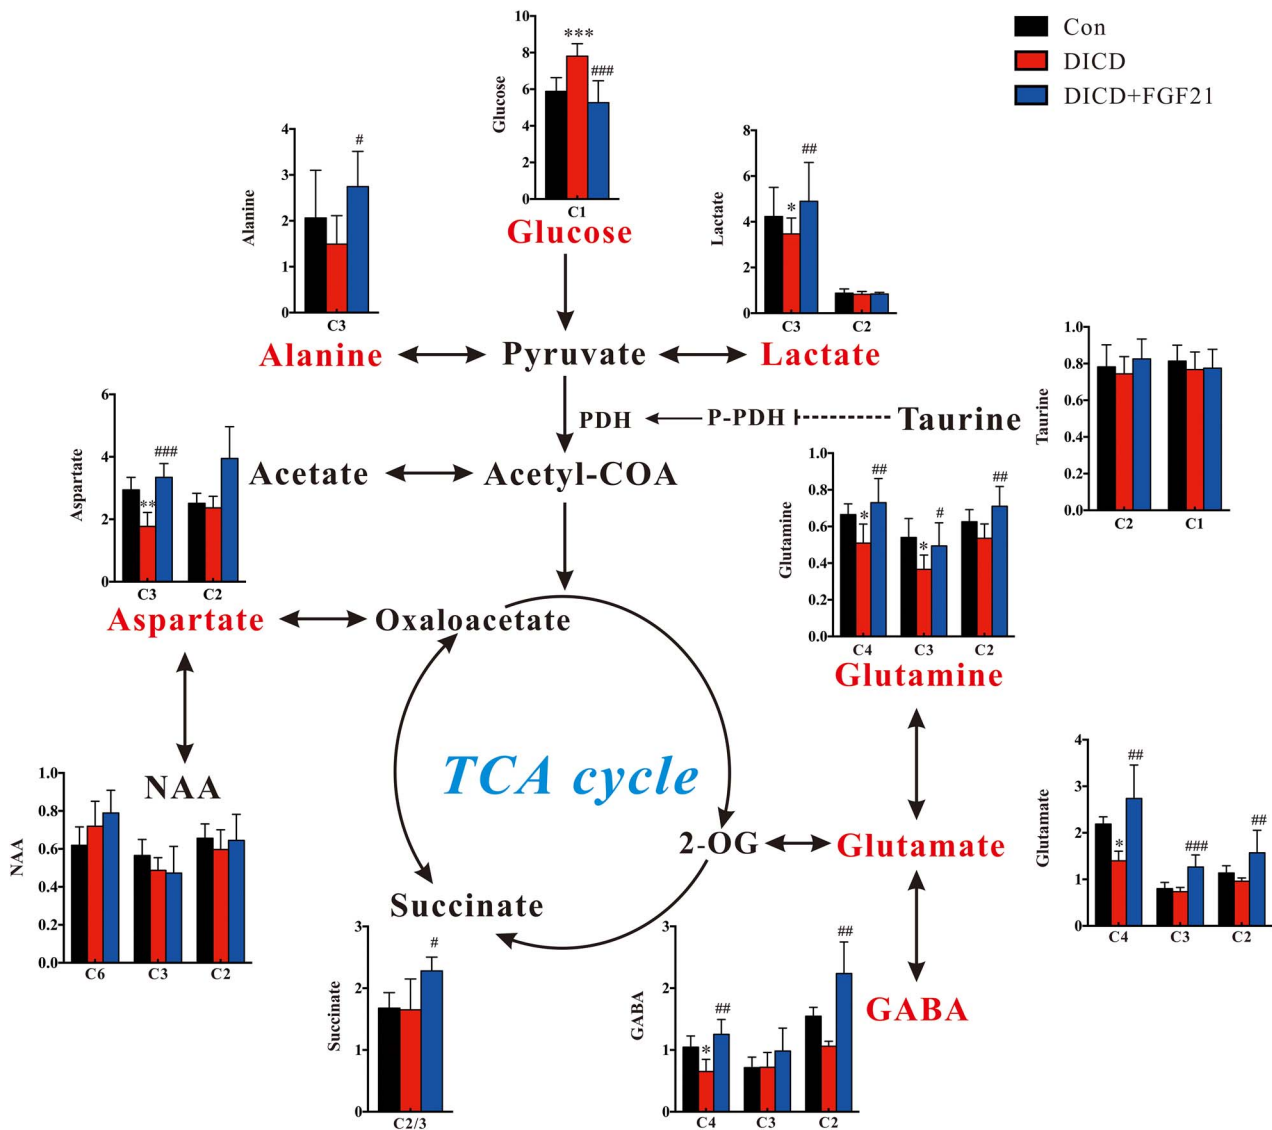 Con
DICD
DICD+FGF21
10
8
6
4
2
0
Glucose
***
###
C1
Glucose
4
3
2
1
0
Alanine
#
C3
Alanine
8
6
4
2
0
Lactate
*
##
C3 C2
Lactate
Pyruvate
PDH
P-PDH
Taurine
1.0
0.8
0.6
0.4
0.2
0.0
Taurine
C2 C1
6
4
2
0
Aspartate
**
###
C3 C2
Aspartate
Acetate
Acetyl-COA
1.0
0.8
0.6
0.4
0.2
0.0
Glutamine
*
##
*
#
##
C4 C3 C2
Glutamine
Oxaloacetate
TCA cycle
NAA
1.0
0.8
0.6
0.4
0.2
0.0
NAA
C6 C3 C2
2-OG
Glutamate
4
3
2
1
0
Glutamate
*
##
###
##
C4 C3 C2
Succinate
3
2
1
0
Succinate
#
C2/3
3
2
1
0
GABA
*
##
##
C4 C3 C2
GABA